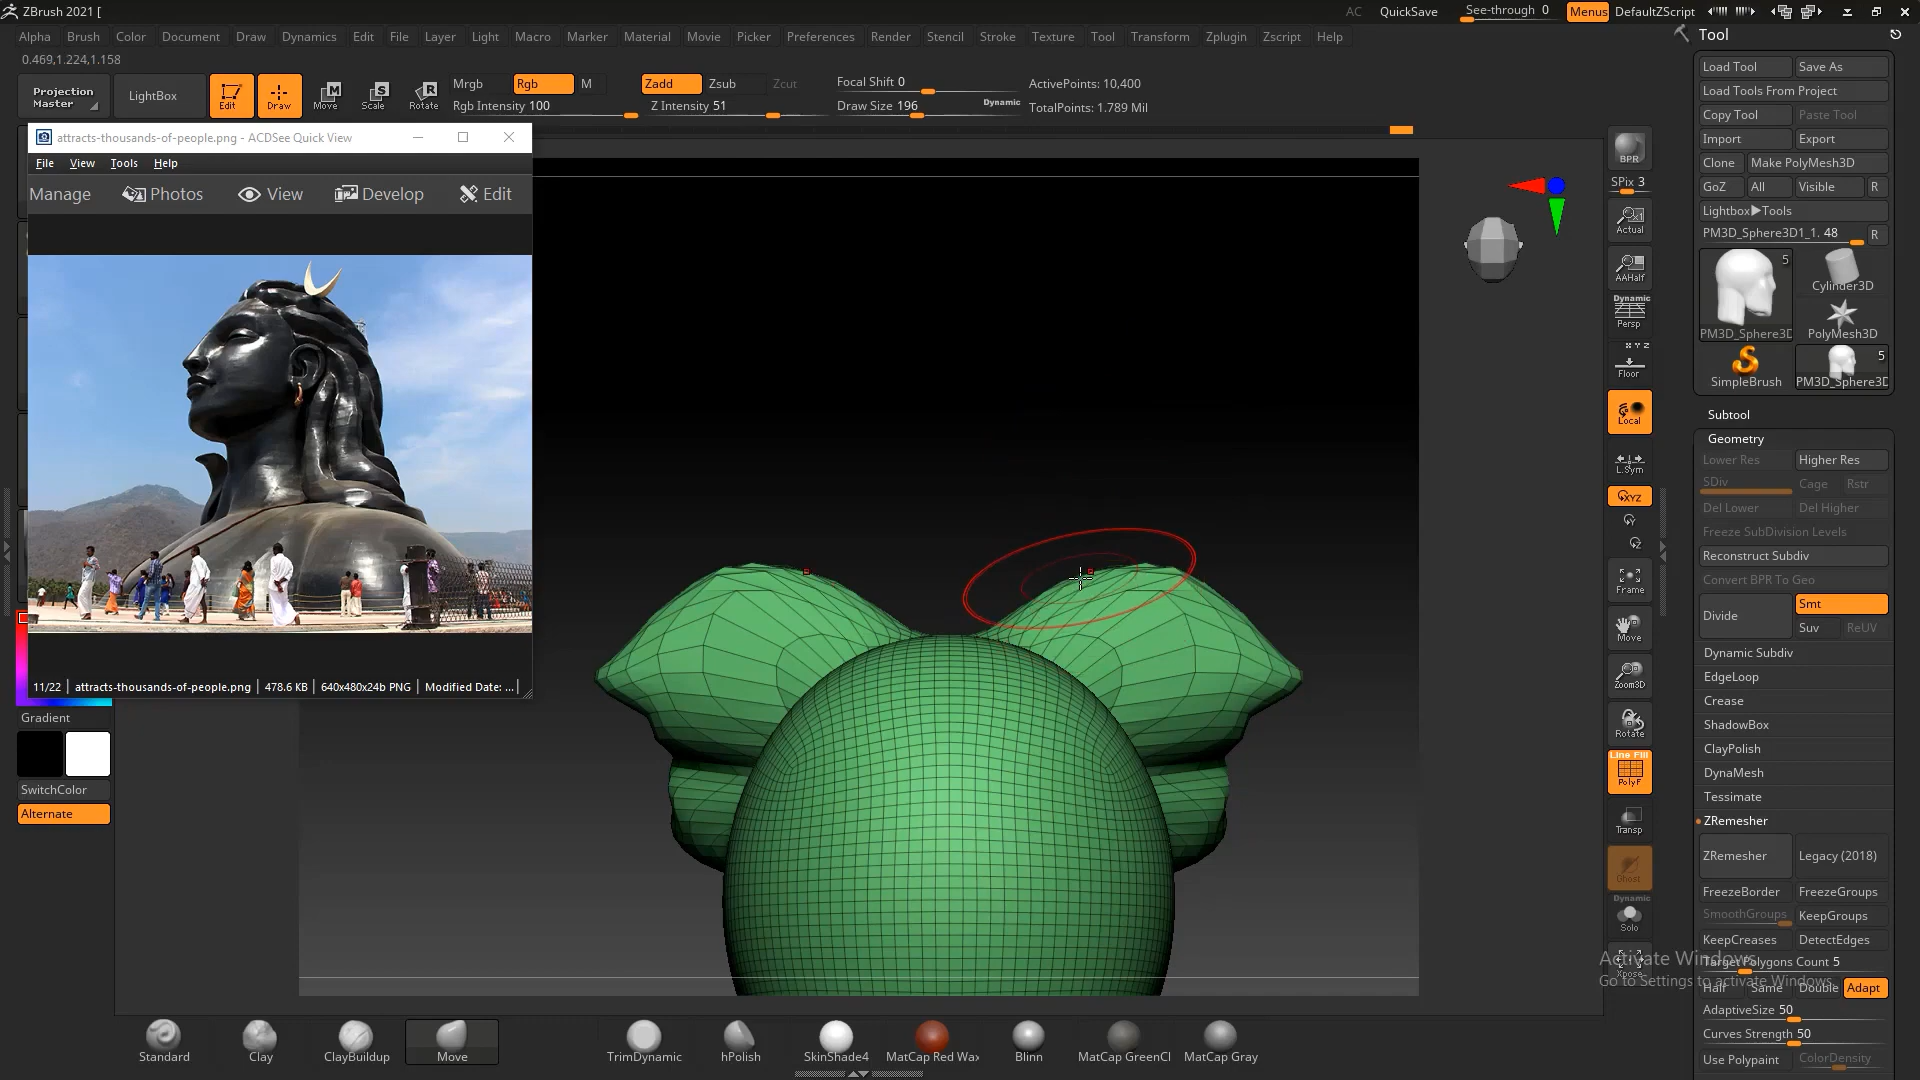 ZBrush 2021 [
AC QuickSave See-through 0 Menus DefaultZScript
Alpha Brush Color Document Draw Dynamics Edit File Layer Light Macro Marker Material Movie Picker Preferences Render Stencil Stroke Texture Tool Transform Zplugin Zscript Help
0.469,1.224,1.158
Projection Master
LightBox
Edit
Draw
M
Move
S
Scale
R
Rotate
Mrgb Rgb M
Rgb Intensity 100
Zadd Zsub Zcut
Z Intensity 51
Focal Shift 0
Draw Size 196 Dynamic
ActivePoints: 10,400
TotalPoints: 1.789 Mil
attracts-thousands-of-people.png - ACDSee Quick View
File View Tools Help
Manage Photos View Develop Edit
11/22 attracts-thousands-of-people.png 478.6 KB 640x480x24b PNG Modified Date: ...
Gradient
SwitchColor
Alternate
BPR
SPix 3
Actual
AAHalf
Dynamic
Persp
X Y Z
Floor
Local
L.Sym
XYZ
Y
Z
Frame
Move
Zoom3D
Rotate
Line Fill
PolyF
Transp
Ghost
Dynamic
Solo
Xpose
Tool
Load Tool Save As
Load Tools From Project
Copy Tool Paste Tool
Import Export
Clone Make PolyMesh3D
GoZ All Visible R
Lightbox▶Tools
PM3D_Sphere3D1_1. 48 R
5
PM3D_Sphere3D
Cylinder3D
PolyMesh3D
SimpleBrush
5
PM3D_Sphere3D
Subtool
Geometry
Lower Res Higher Res
SDiv Cage Rstr
Del Lower Del Higher
Freeze SubDivision Levels
Reconstruct Subdiv
Convert BPR To Geo
Divide Smt
Suv ReUV
Dynamic Subdiv
EdgeLoop
Crease
ShadowBox
ClayPolish
DynaMesh
Tessimate
ZRemesher
ZRemesher Legacy (2018)
FreezeBorder FreezeGroups
SmoothGroups KeepGroups
KeepCreases DetectEdges
Target Polygons Count 5
Half Same Double Adapt
AdaptiveSize 50
Curves Strength 50
Use Polypaint ColorDensity
Activate Windows
Go to Settings to activate Windows.
Standard Clay ClayBuildup Move TrimDynamic hPolish SkinShade4 MatCap Red Wax Blinn MatCap GreenCl MatCap Gray